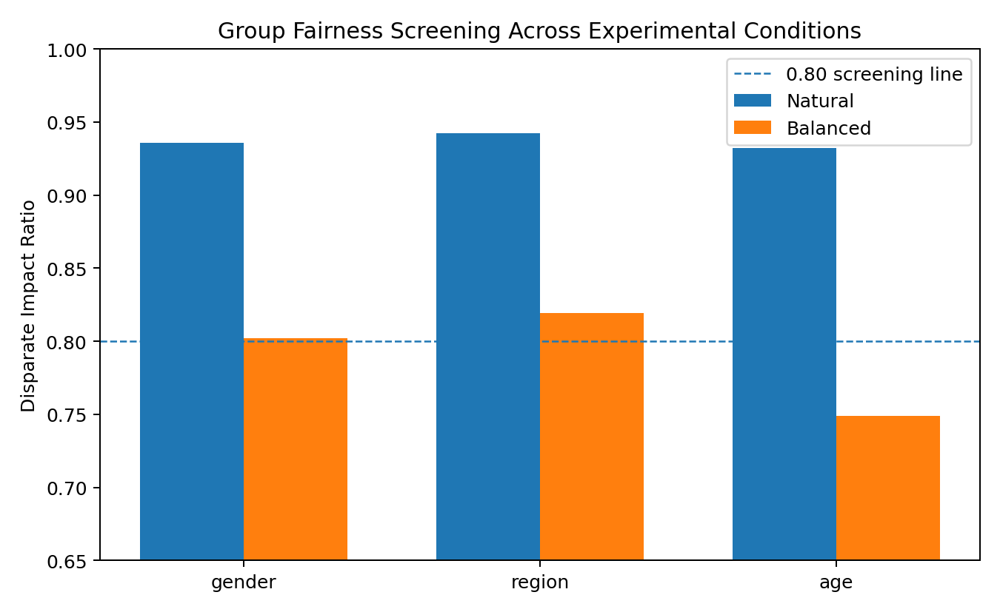 Group Fairness Screening Across Experimental Conditions
1.00
0.95
0.90
0.85
0.80
0.75
0.70
0.65
Disparate Impact Ratio
0.80 screening line
Natural
Balanced
gender
region
age